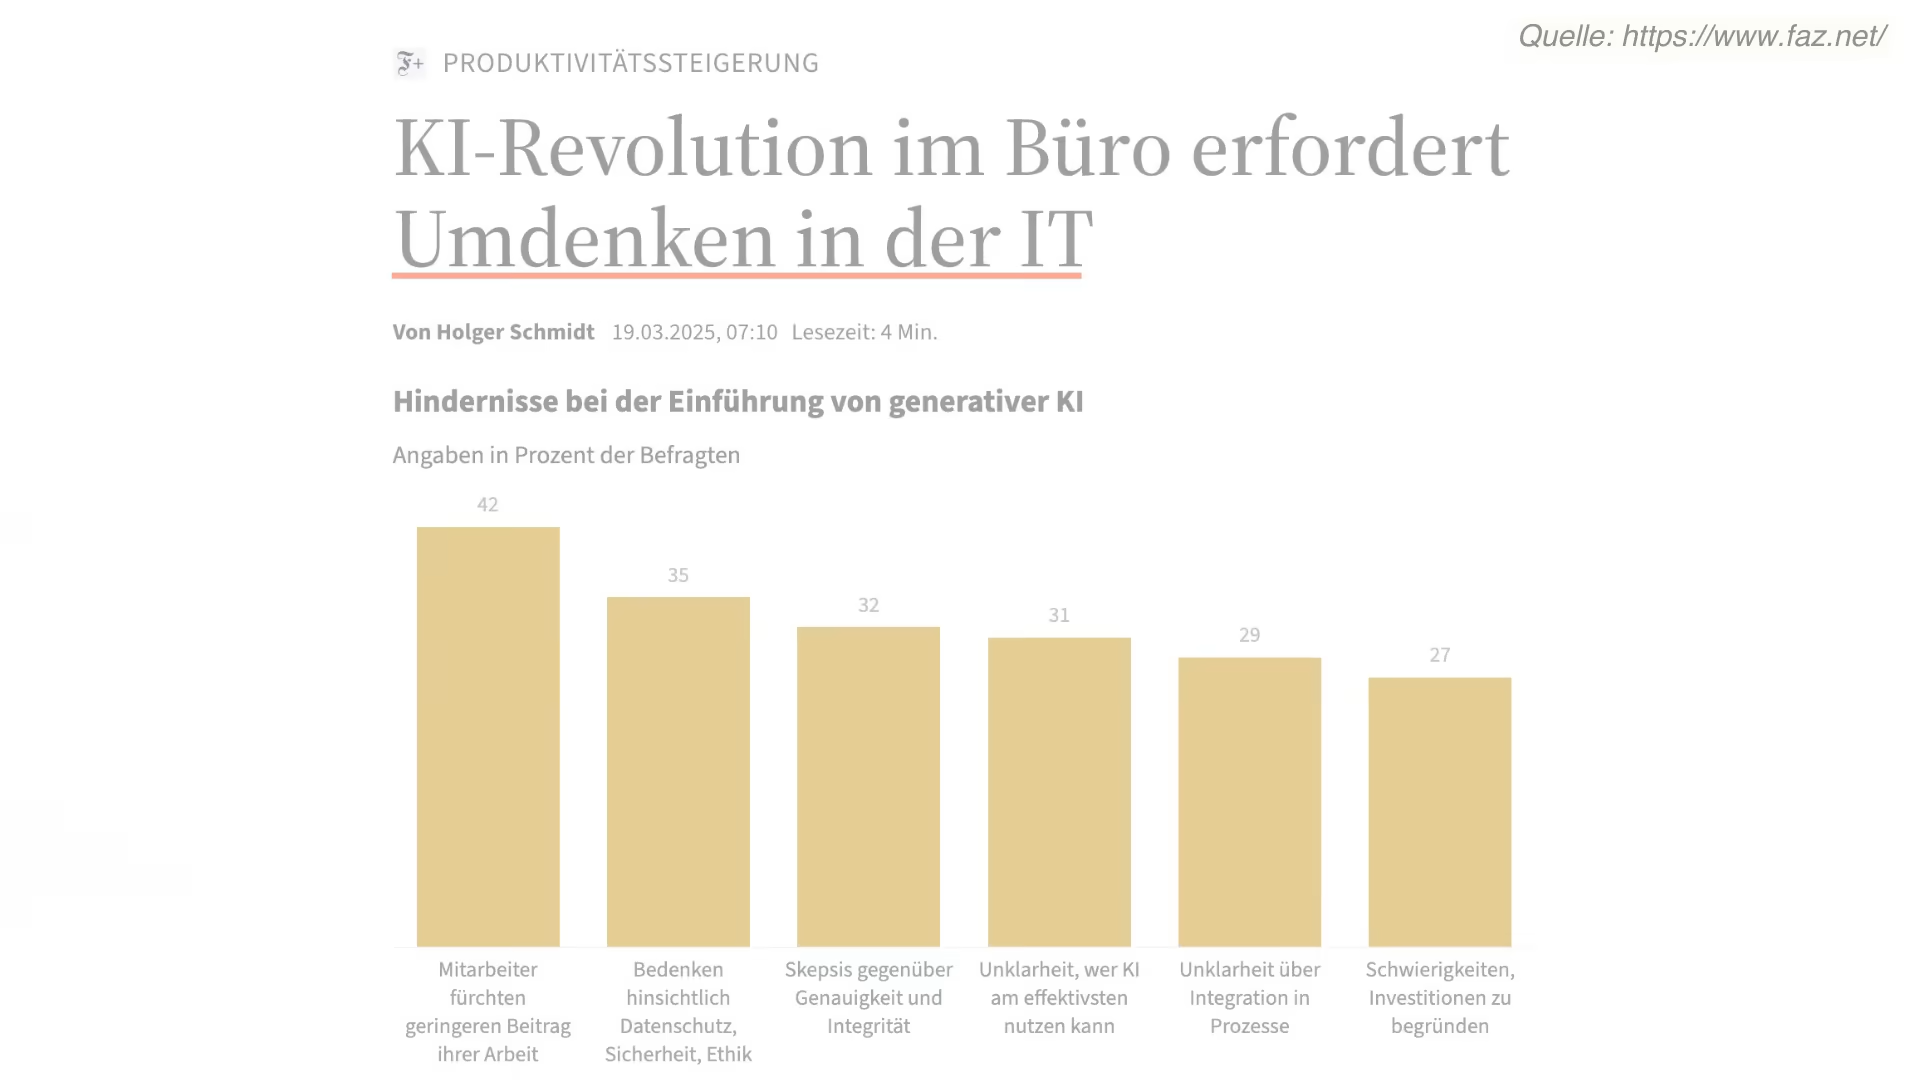 Quelle: https://www.faz.net/
F+ PRODUKTIVITÄTSSTEIGERUNG
KI-Revolution im Büro erfordert
Umdenken in der IT
Von Holger Schmidt 19.03.2025, 07:10 Lesezeit: 4 Min.
Hindernisse bei der Einführung von generativer KI
Angaben in Prozent der Befragten
42
35
32
31
29
27
Mitarbeiter
fürchten
geringeren Beitrag
ihrer Arbeit
Bedenken
hinsichtlich
Datenschutz,
Sicherheit, Ethik
Skepsis gegenüber
Genauigkeit und
Integrität
Unklarheit, wer KI
am effektivsten
nutzen kann
Unklarheit über
Integration in
Prozesse
Schwierigkeiten,
Investitionen zu
begründen